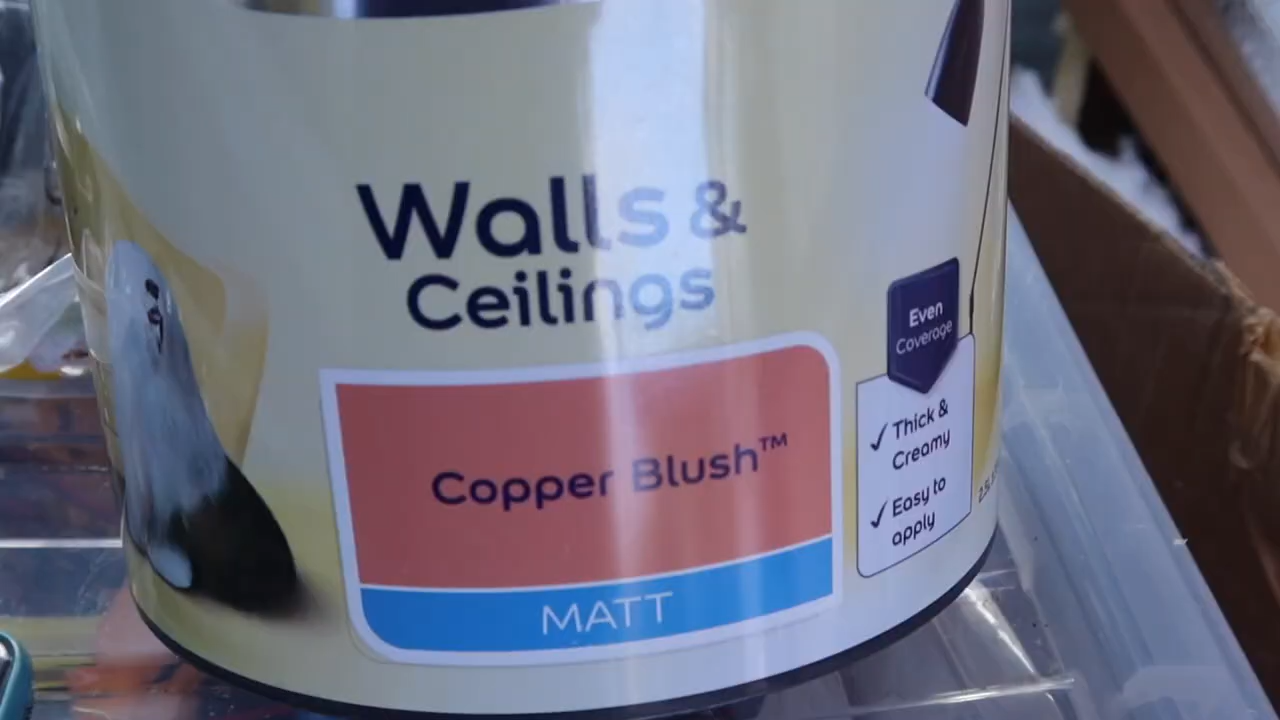 Walls &
Ceilings
Copper Blush™
MATT
Even
Coverage
✓ Thick &
Creamy
✓ Easy to
apply